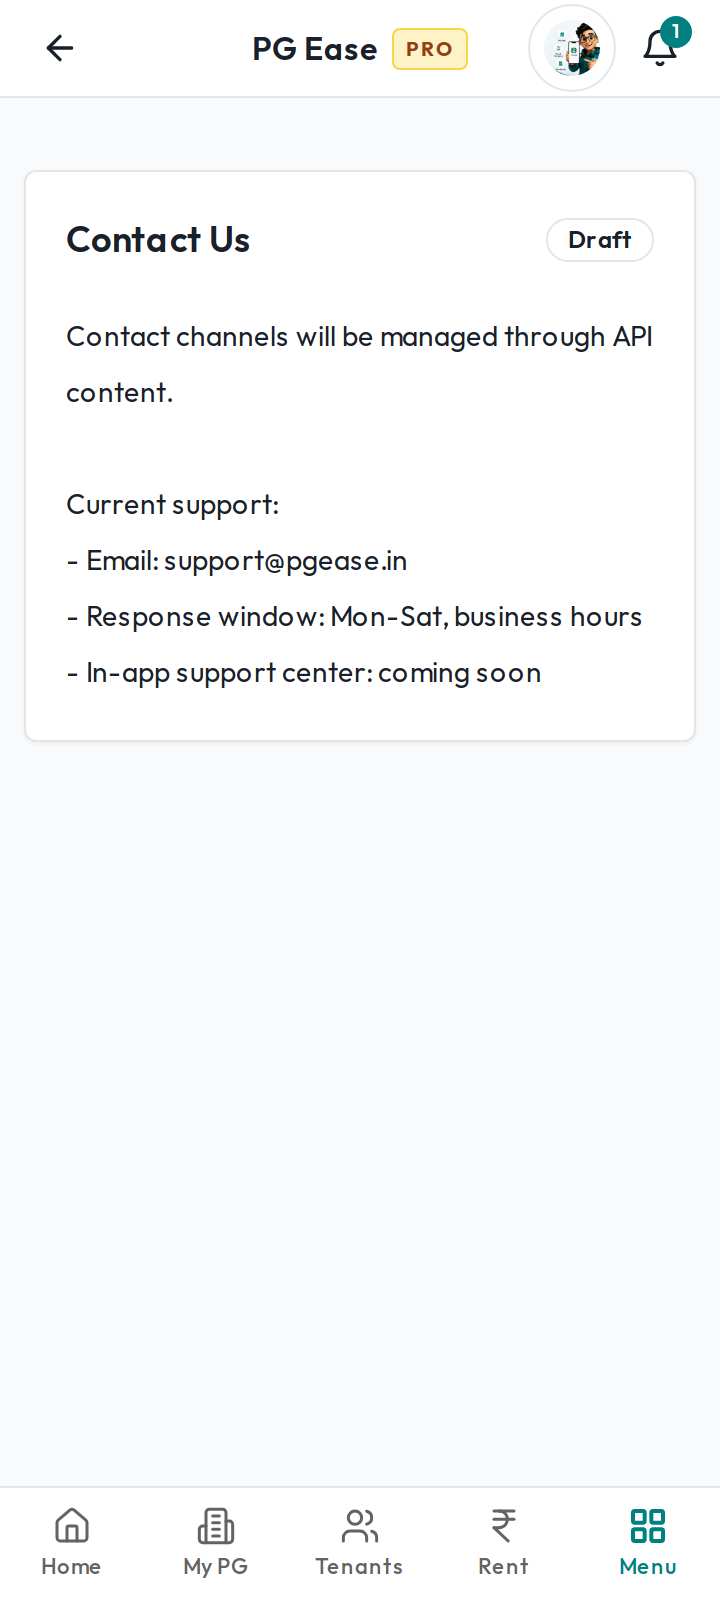 PG Ease PRO
1
Contact Us
Draft
Contact channels will be managed through API
content.
Current support:
- Email: support@pgease.in
- Response window: Mon-Sat, business hours
- In-app support center: coming soon
Home
My PG
Tenants
Rent
Menu